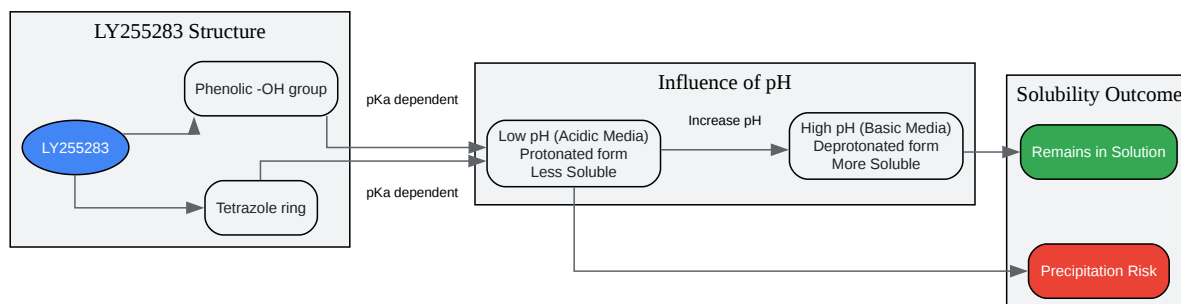 LY255283 Structure
Phenolic -OH group
LY255283
Tetrazole ring
pKa dependent
pKa dependent
Influence of pH
Low pH (Acidic Media)
Protonated form
Less Soluble
Increase pH
High pH (Basic Media)
Deprotonated form
More Soluble
Solubility Outcome
Remains in Solution
Precipitation Risk